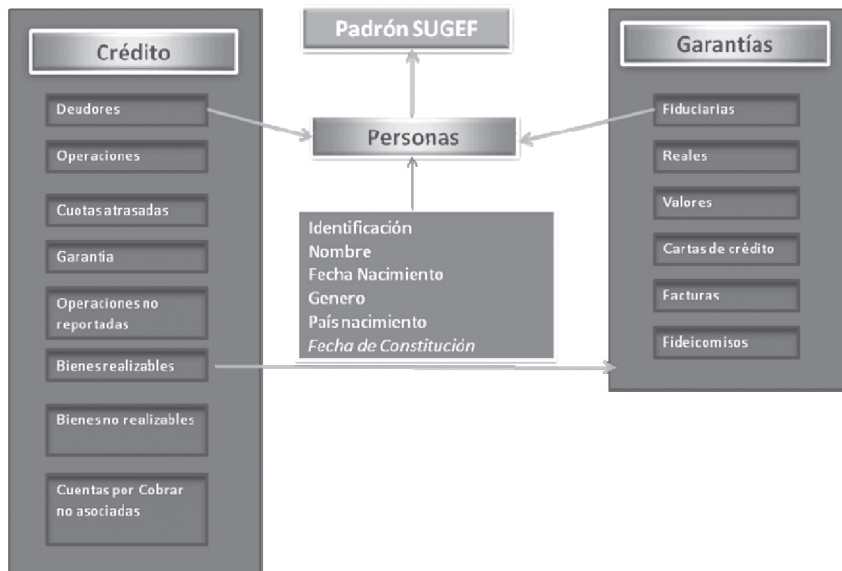 Crédito
Deudores
Operaciones
Cuotas atrasadas
Garantía
Operaciones no
reportadas
Bienes realizables
Bienes no realizables
Cuentas por Cobrar
no asociadas
Padrón SUGEF
Personas
Identificación
Nombre
Fecha Nacimiento
Genero
País nacimiento
Fecha de Constitución
Garantías
Fiduciarias
Reales
Valores
Cartas de crédito
Facturas
Fideicomisos